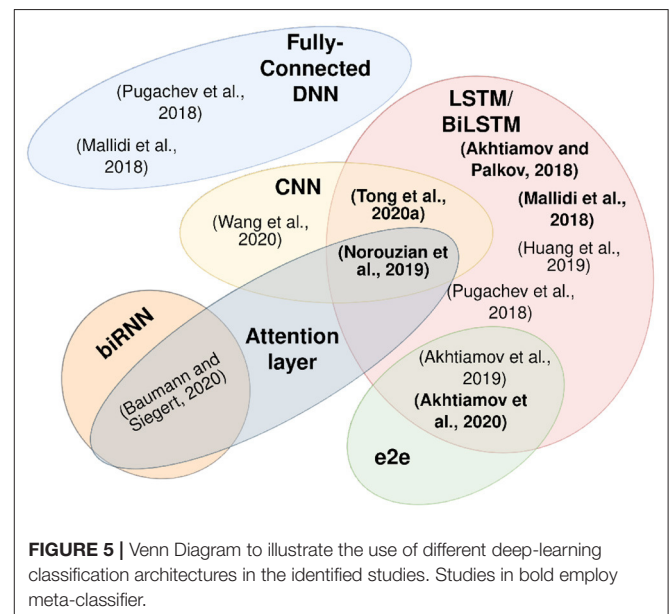 Fully-
Connected
DNN
(Pugachev et al.,
2018)
(Mallidi et al.,
2018)
LSTM/
BiLSTM
(Akhtiamov and
Palkov, 2018)
(Mallidi et al.,
2018)
(Huang et al.,
2019)
(Pugachev et al.,
2018)
CNN
(Wang et al.,
2020)
(Tong et al.,
2020a)
(Norouzian et
al., 2019)
Attention
layer
biRNN
(Baumann and
Siegert, 2020)
(Akhtiamov et al.,
2019)
(Akhtiamov et
al., 2020)
e2e
FIGURE 5 | Venn Diagram to illustrate the use of different deep-learning
classification architectures in the identified studies. Studies in bold employ
meta-classifier.